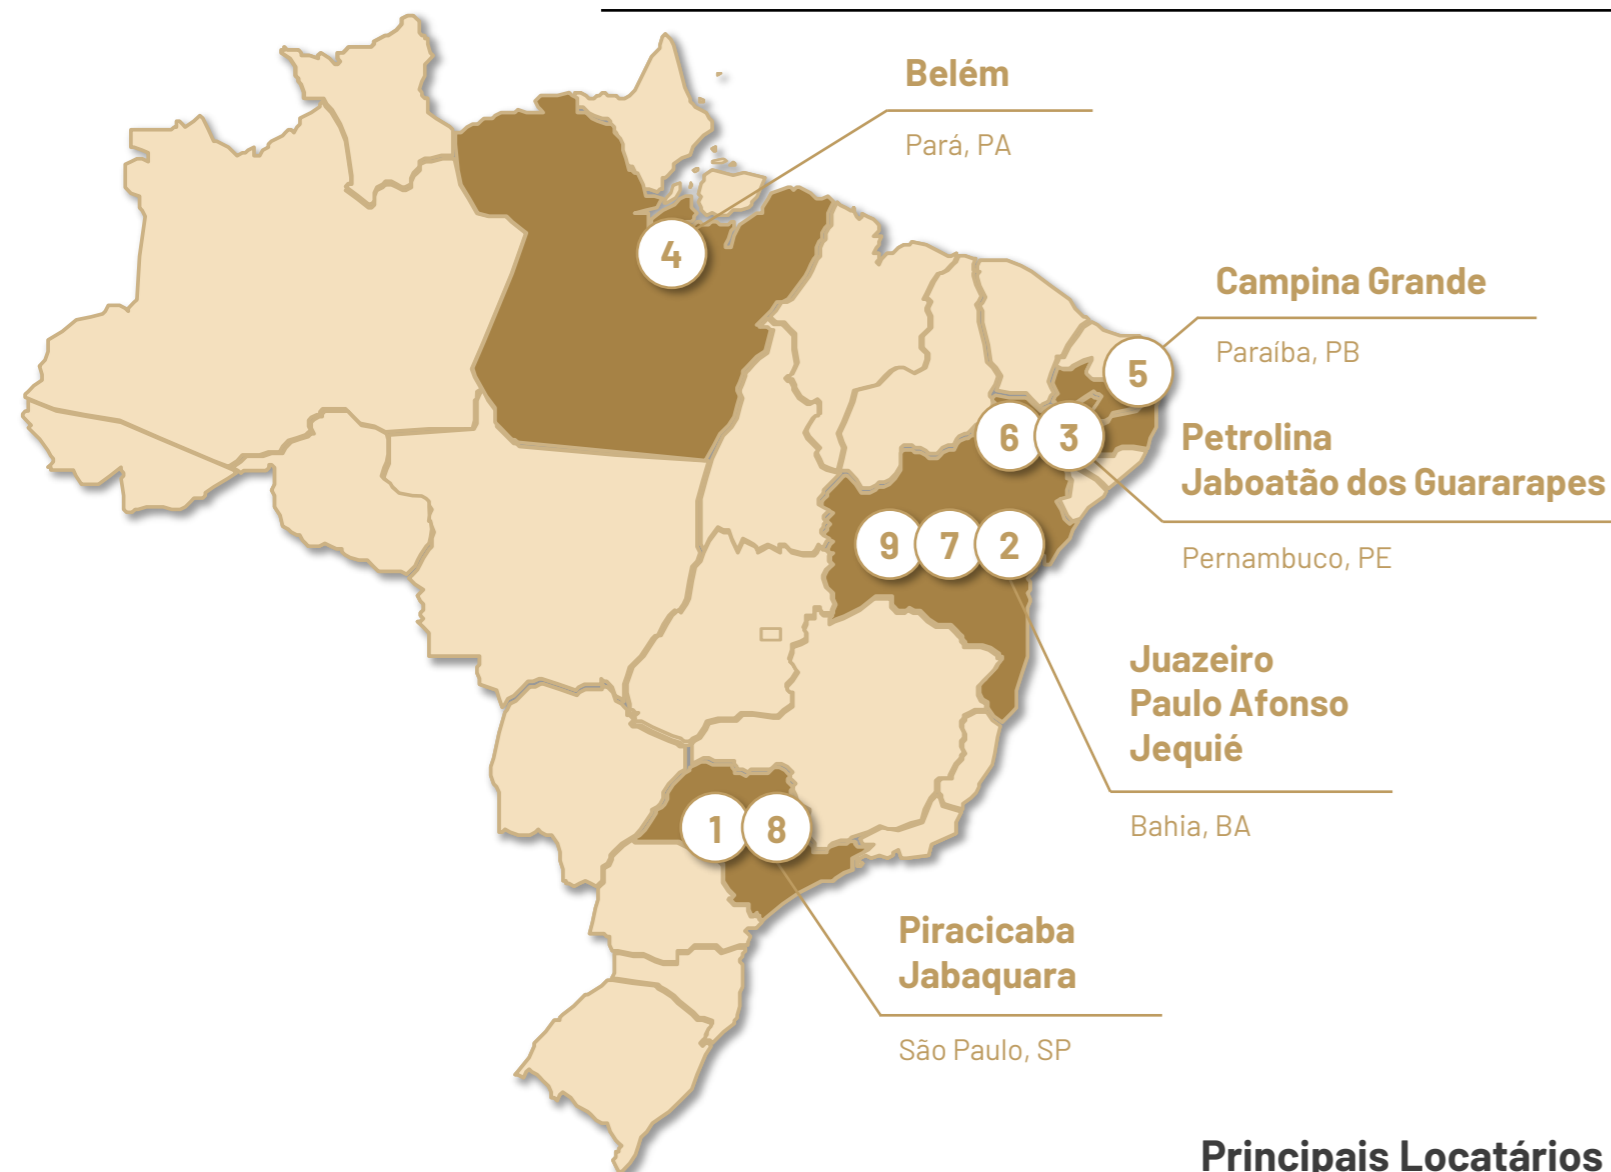 Belém
Pará, PA
4
Campina Grande
Paraíba, PB
5
6
3
Petrolina
Jaboatão dos Guararapes
Pernambuco, PE
9
7
2
Juazeiro
Paulo Afonso
Jequié
Bahia, BA
1
8
Piracicaba
Jabaquara
São Paulo, SP
Principais Locatários